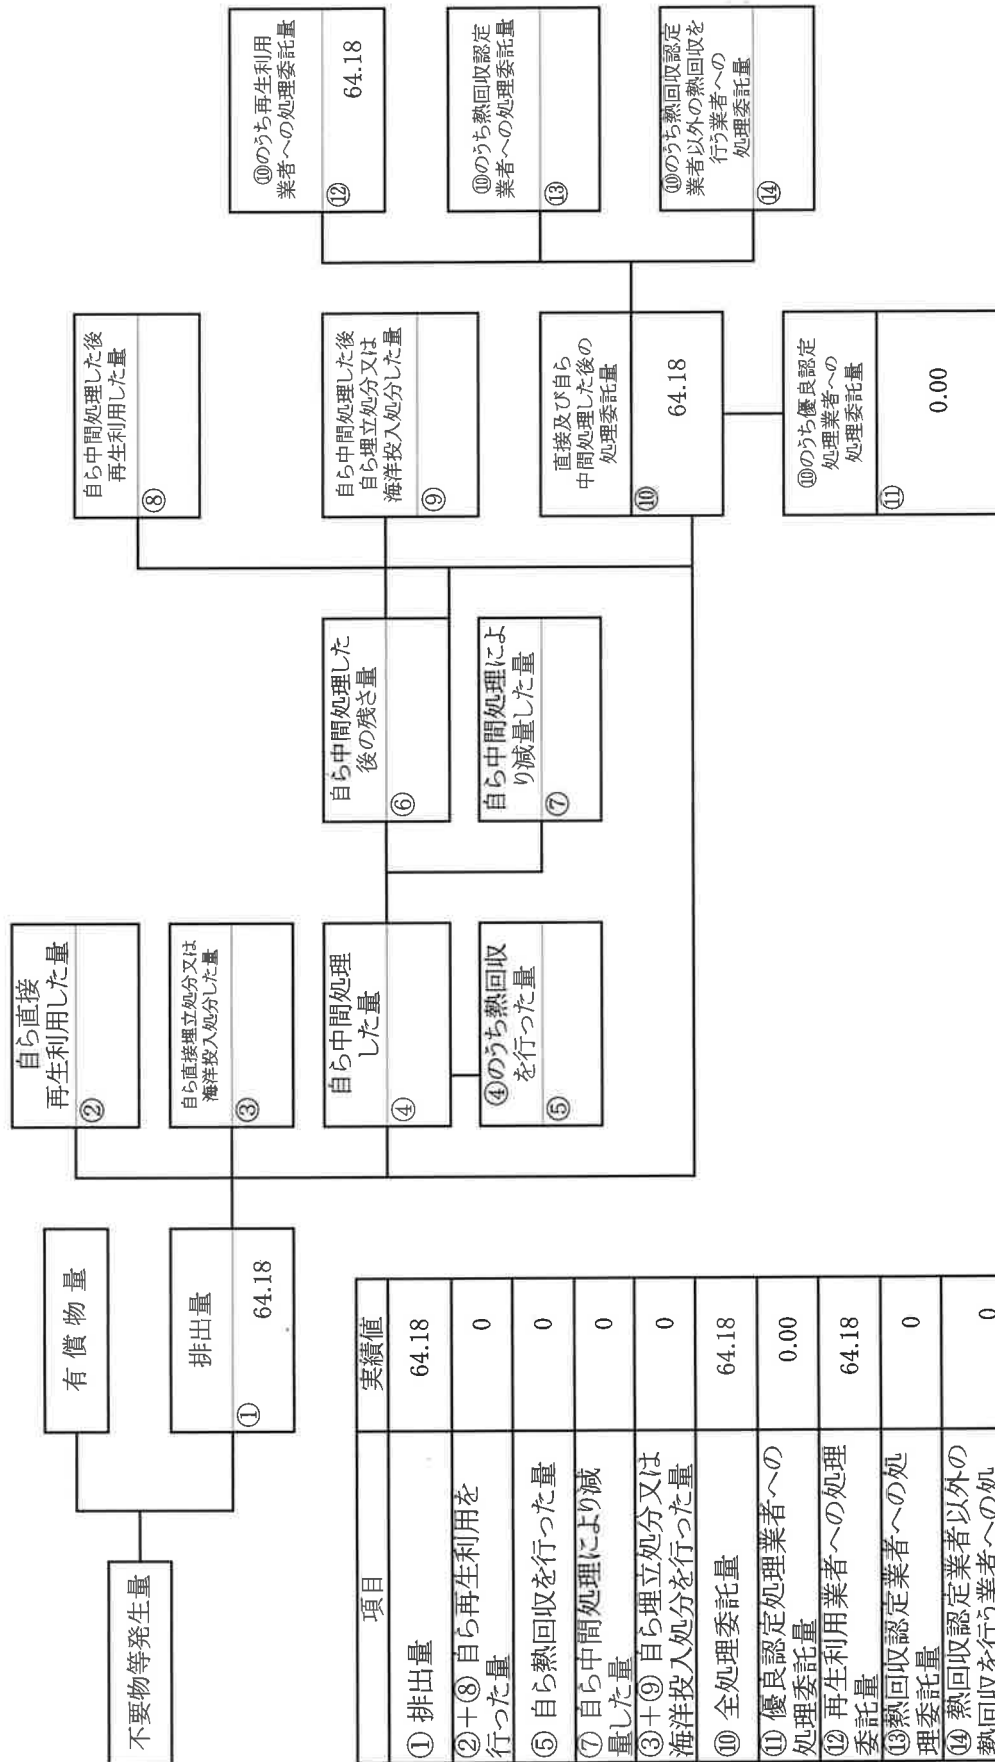 不要物等発生量
有償物量
排出量
①
64.18
自ら直接
再生利用した量
②
自ら直接埋立処分又は
海洋投入処分した量
③
自ら中間処理
した量
④
④のうち熱回収
を行った量
⑤
自ら中間処理した
後の残さ量
⑥
自ら中間処理によ
り減量した量
⑦
自ら中間処理した後
再生利用した量
⑧
自ら中間処理した後
自ら埋立処分又は
海洋投入処分した量
⑨
直接及び自ら
中間処理した後の
処理委託量
⑩
64.18
⑩のうち優良認定
処理業者への
処理委託量
⑪
0.00
⑩のうち再生利用
業者への処理委託量
⑫
64.18
⑩のうち熱回収認定
業者への処理委託量
⑬
⑩のうち熱回収認定
業者以外の熱回収を
行う業者への
処理委託量
⑭
項目 実績値
① 排出量 64.18
②+⑧ 自ら再生利用を
行った量 0
⑤ 自ら熱回収を行った量 0
⑦ 自ら中間処理により減
量した量 0
③+⑨ 自ら埋立処分又は
海洋投入処分を行った量 0
⑩ 全処理委託量 64.18
⑪ 優良認定処理業者への
処理委託量 0.00
⑫ 再生利用業者への処理
委託量 64.18
⑬熱回収認定業者への処
理委託量 0
⑭ 熱回収認定業者以外の
熱回収を行う業者への処 0